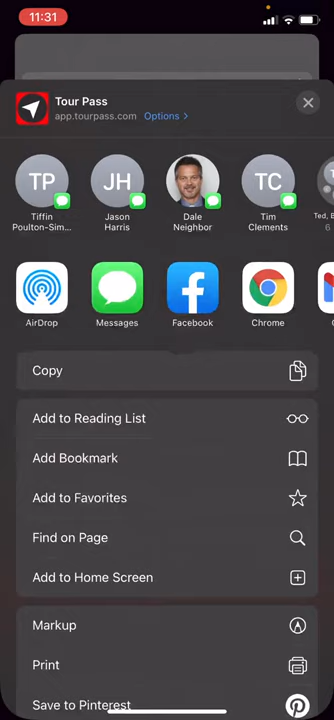 11:31
Tour Pass
app.tourpass.com Options >
TP
JH
TC
Tiffin
Poulton-Sim...
Jason
Harris
Dale
Neighbor
Tim
Clements
Ted, B
6
AirDrop
Messages
Facebook
Chrome
Copy
Add to Reading List
Add Bookmark
Add to Favorites
Find on Page
Add to Home Screen
Markup
Print
Save to Pinterest